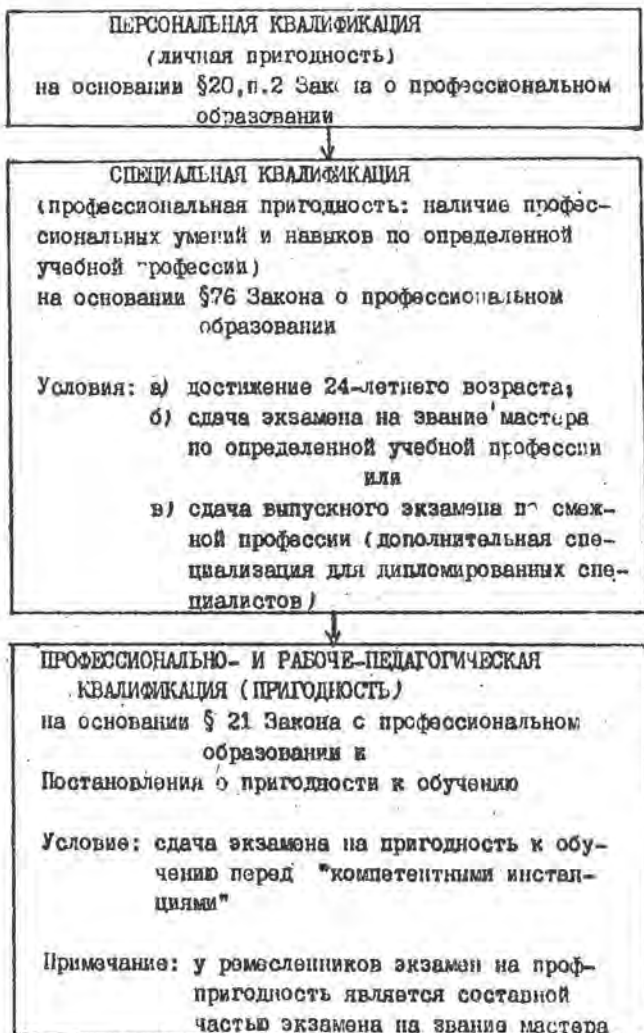 ПЕРСОНАЛЬНАЯ КВАЛИФИКАЦИЯ
(личная пригодность)
на основании §20,п.2 Закона о профессиональном
образовании
СПЕЦИАЛЬНАЯ КВАЛИФИКАЦИЯ
(профессиональная пригодность: наличие профес-
сиональных умений и навыков по определенной
учебной профессии)
на основании §76 Закона о профессиональном
образовании
Условия: а) достижение 24-летнего возраста;
б) сдача экзамена на звание мастера
по определенной учебной профессии
или
в) сдача выпускного экзамена по смеж-
ной профессии (дополнительная спе-
циализация для дипломированных спе-
циалистов)
ПРОФЕССИОНАЛЬНО- И РАБОЧЕ-ПЕДАГОГИЧЕСКАЯ
КВАЛИФИКАЦИЯ (ПРИГОДНОСТЬ)
на основании § 21 Закона о профессиональном
образовании и
Постановления о пригодности к обучению
Условие: сдача экзамена на пригодность к обу-
чению перед "компетентными инстан-
циями"
Примечание: у ремесленников экзамен на проф-
пригодность является составной
частью экзамена на звание мастера